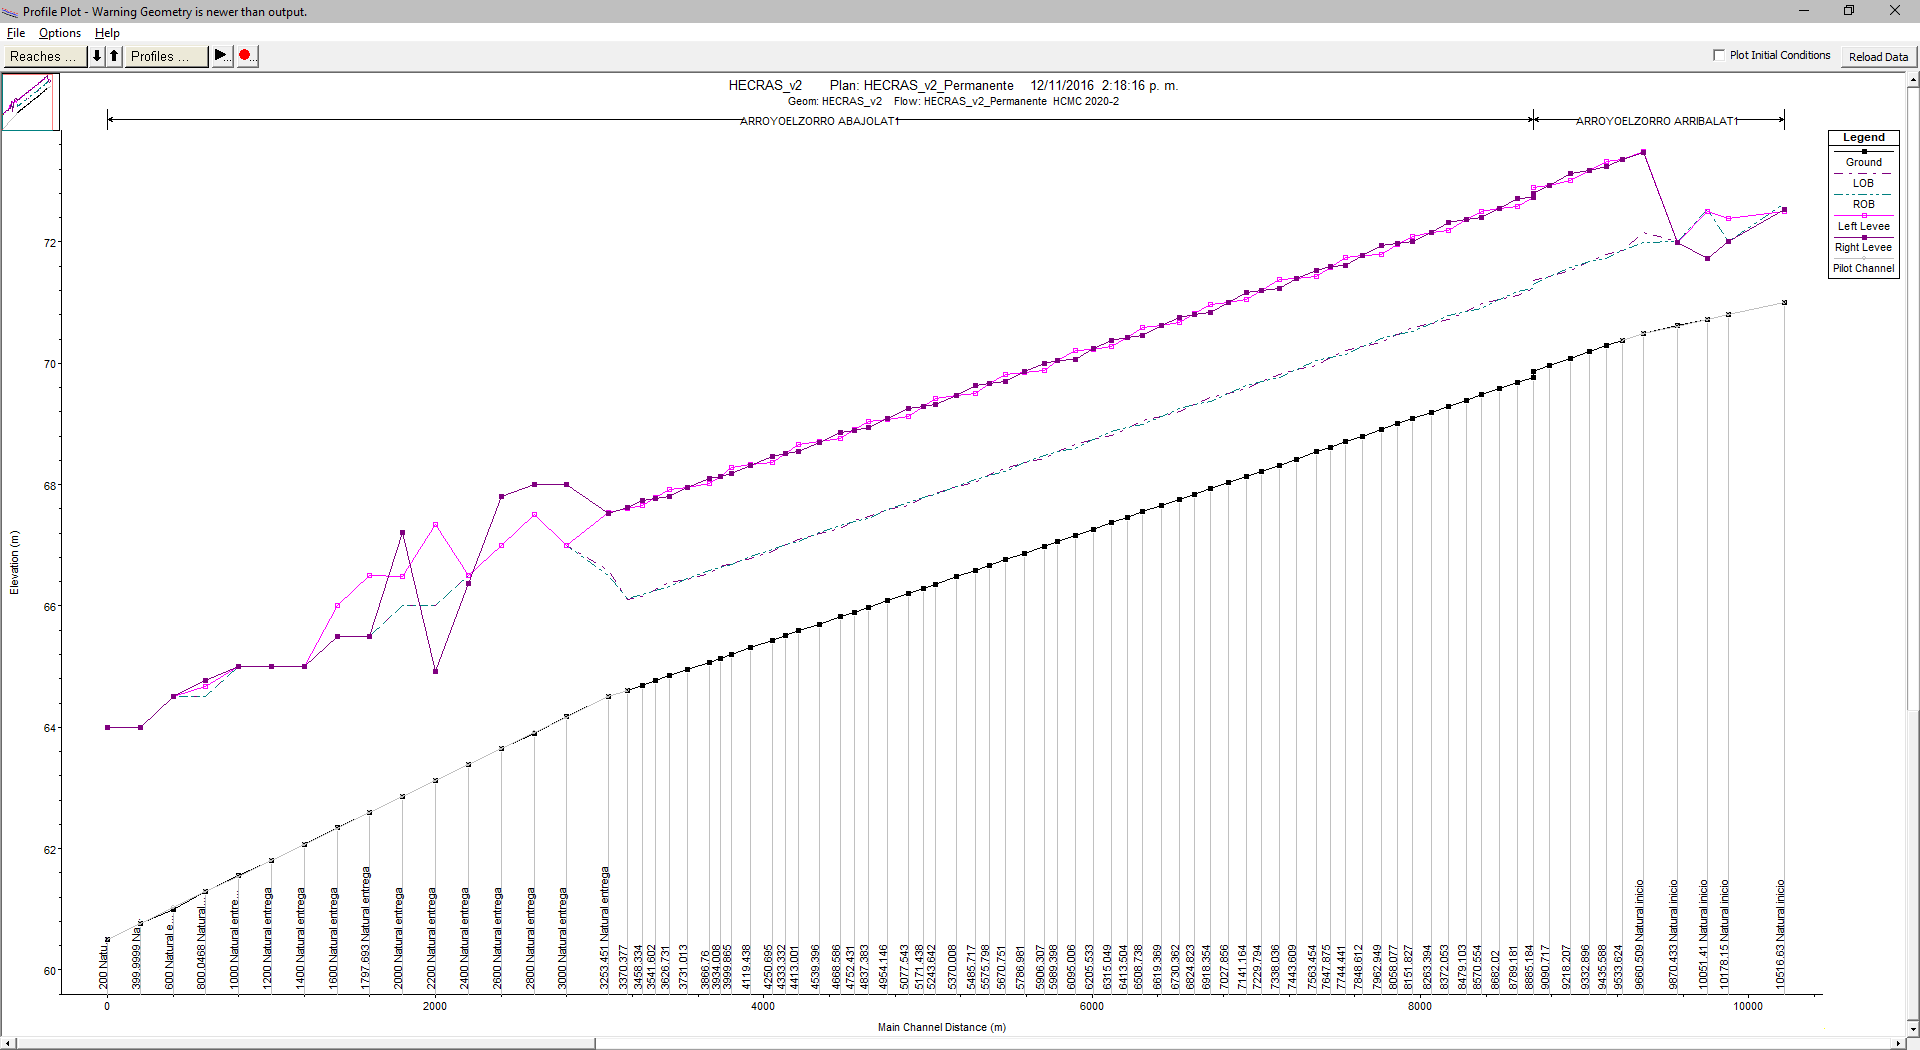 Profile Plot - Warning Geometry is newer than output.
File Options Help
Reaches ... Profiles ... Plot Initial Conditions Reload Data
HECRAS_v2 Plan: HECRAS_v2_Permanente 12/11/2016 2:18:16 p. m.
Geom: HECRAS_v2 Flow: HECRAS_v2_Permanente HCMC 2020-2
ARROYOELZORRO ABAJOLAT1 ARROYOELZORRO ARRIBALAT1
Legend
Ground
LOB
ROB
Left Levee
Right Levee
Pilot Channel
72
70
68
66
64
62
60
Elevation (m)
200 Natu...
399.9999 Na...
600 Natural e...
800.0468 Natural...
1000 Natural entre...
1200 Natural entrega
1400 Natural entrega
1600 Natural entrega
1797.693 Natural entrega
2000 Natural entrega
2200 Natural entrega
2400 Natural entrega
2600 Natural entrega
2800 Natural entrega
3000 Natural entrega
3253.451 Natural entrega
3370.377
3458.334
3541.602
3626.731
3731.013
3866.76
3934.008
3999.865
4119.438
4250.695
4333.332
4413.001
4539.396
4668.586
4752.431
4837.383
4954.146
5077.543
5171.438
5243.642
5370.008
5485.717
5575.798
5670.751
5786.981
5906.307
5989.398
6095.006
6205.533
6315.049
6413.504
6508.738
6619.369
6730.362
6824.823
6918.354
7027.856
7141.164
7229.794
7338.036
7443.609
7563.454
7647.875
7744.441
7848.612
7962.949
8058.077
8151.827
8263.394
8372.053
8479.103
8570.554
8682.02
8789.181
8885.184
9090.717
9218.207
9332.896
9435.588
9533.624
9660.509 Natural inicio
9870.433 Natural inicio
10051.41 Natural inicio
10178.15 Natural inicio
10516.63 Natural inicio
0 2000 4000 6000 8000 10000
Main Channel Distance (m)